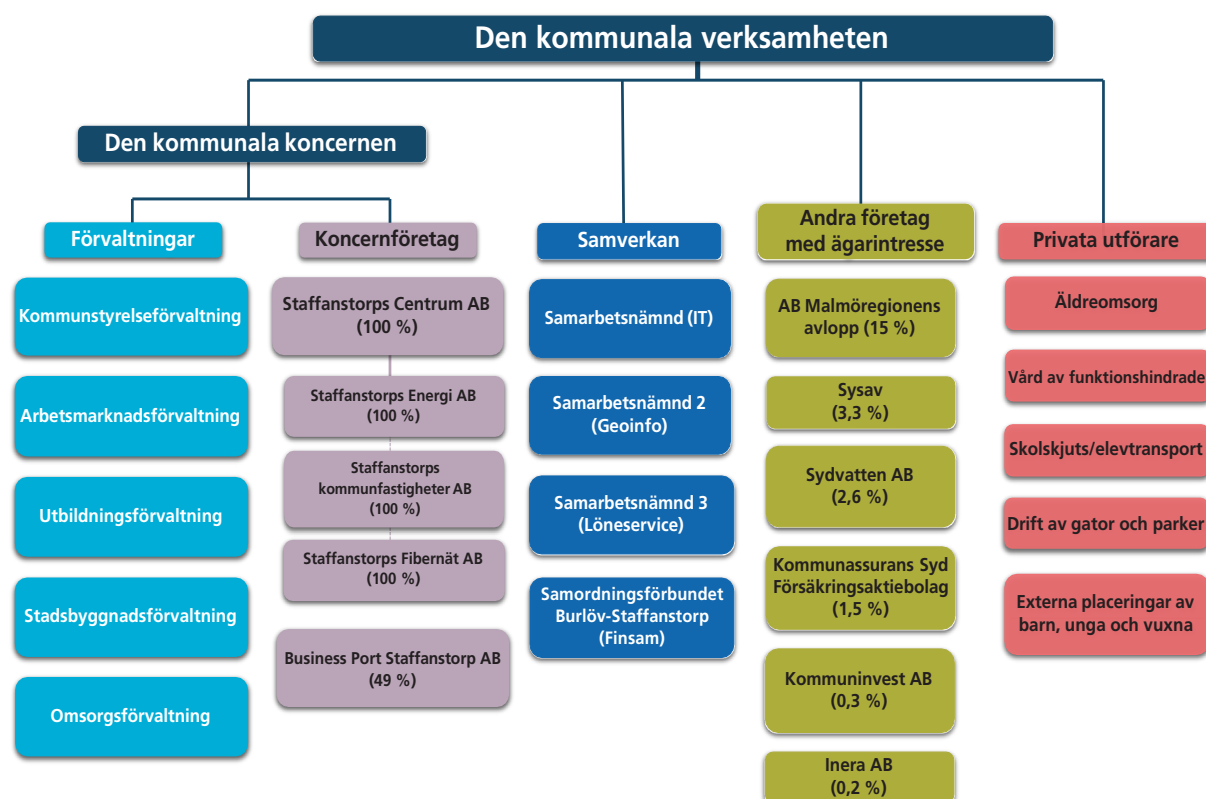 Den kommunala verksamheten
Den kommunala koncernen
Förvaltningar
Kommunstyrelseförvaltning
Arbetsmarknadsförvaltning
Utbildningsförvaltning
Stadsbyggnadsförvaltning
Omsorgsförvaltning
Koncernföretag
Staffanstorps Centrum AB
(100 %)
Staffanstorps Energi AB
(100 %)
Staffanstorps
kommunfastigheter AB
(100 %)
Staffanstorps Fibernät AB
(100 %)
Business Port Staffanstorp AB
(49 %)
Samverkan
Samarbetsnämnd (IT)
Samarbetsnämnd 2
(Geoinfo)
Samarbetsnämnd 3
(Löneservice)
Samordningsförbundet
Burlöv-Staffanstorp
(Finsam)
Andra företag
med ägarintresse
AB Malmöregionens
avlopp (15 %)
Sysav
(3,3 %)
Sydvatten AB
(2,6 %)
Kommunassurans Syd
Försäkringsaktiebolag
(1,5 %)
Kommuninvest AB
(0,3 %)
Inera AB
(0,2 %)
Privata utförare
Äldreomsorg
Vård av funktionshindrade
Skolskjuts/elevtransport
Drift av gator och parker
Externa placeringar av
barn, unga och vuxna